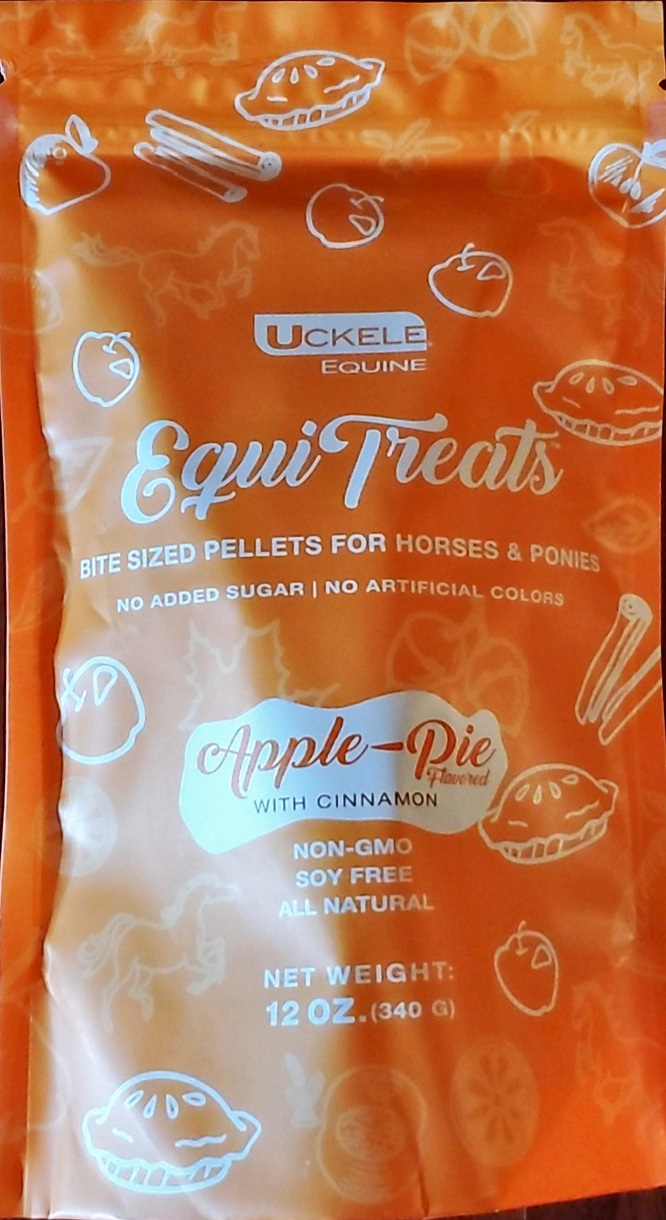 UCKELE
EQUINE
EquiTreats™
BITE SIZED PELLETS FOR HORSES & PONIES
NO ADDED SUGAR | NO ARTIFICIAL COLORS
Apple-Pie
Flavored
WITH CINNAMON
NON-GMO
SOY FREE
ALL NATURAL
NET WEIGHT:
12 OZ. (340 G)